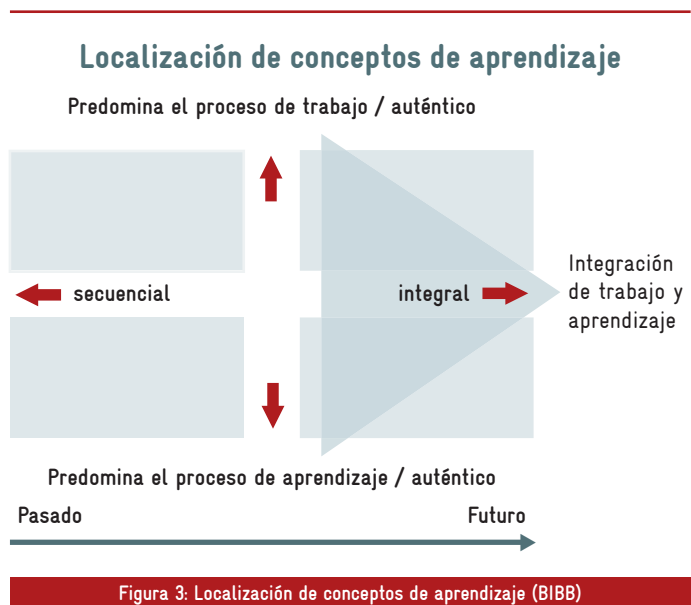 Localización de conceptos de aprendizaje
Predomina el proceso de trabajo / auténtico
secuencial
integral
Integración
de trabajo y
aprendizaje
Predomina el proceso de aprendizaje / auténtico
Pasado
Futuro
Figura 3: Localización de conceptos de aprendizaje (BIBB)